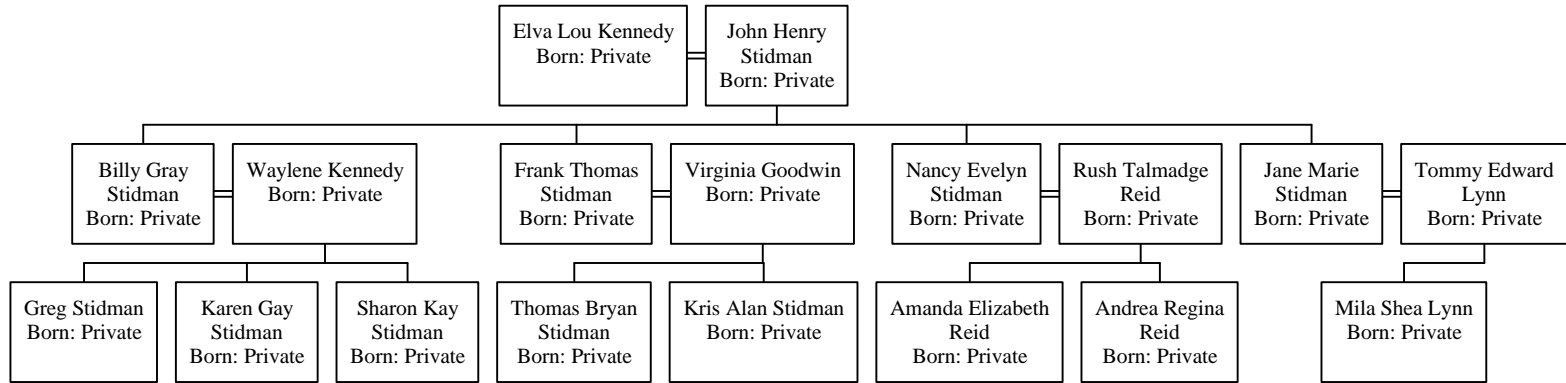 Elva Lou Kennedy
Born: Private
John Henry
Stidman
Born: Private
Billy Gray
Stidman
Born: Private
Waylene Kennedy
Born: Private
Frank Thomas
Stidman
Born: Private
Virginia Goodwin
Born: Private
Nancy Evelyn
Stidman
Born: Private
Rush Talmadge
Reid
Born: Private
Jane Marie
Stidman
Born: Private
Tommy Edward
Lynn
Born: Private
Greg Stidman
Born: Private
Karen Gay
Stidman
Born: Private
Sharon Kay
Stidman
Born: Private
Thomas Bryan
Stidman
Born: Private
Kris Alan Stidman
Born: Private
Amanda Elizabeth
Reid
Born: Private
Andrea Regina
Reid
Born: Private
Mila Shea Lynn
Born: Private